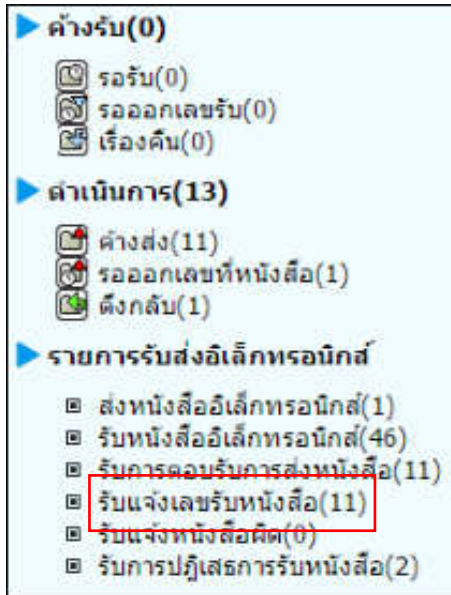 ค้างรับ(0)
รอรับ(0)
รอออกเลขรับ(0)
เรื่องคืน(0)
ดำเนินการ(13)
ค้างส่ง(11)
รอออกเลขที่หนังสือ(1)
ดึงกลับ(1)
รายการรับส่งอิเล็กทรอนิกส์
ส่งหนังสืออิเล็กทรอนิกส์(1)
รับหนังสืออิเล็กทรอนิกส์(46)
รับการตอบรับการส่งหนังสือ(11)
รับแจ้งเลขรับหนังสือ(11)
รับแจ้งหนังสือผิด(0)
รับการปฏิเสธการรับหนังสือ(2)